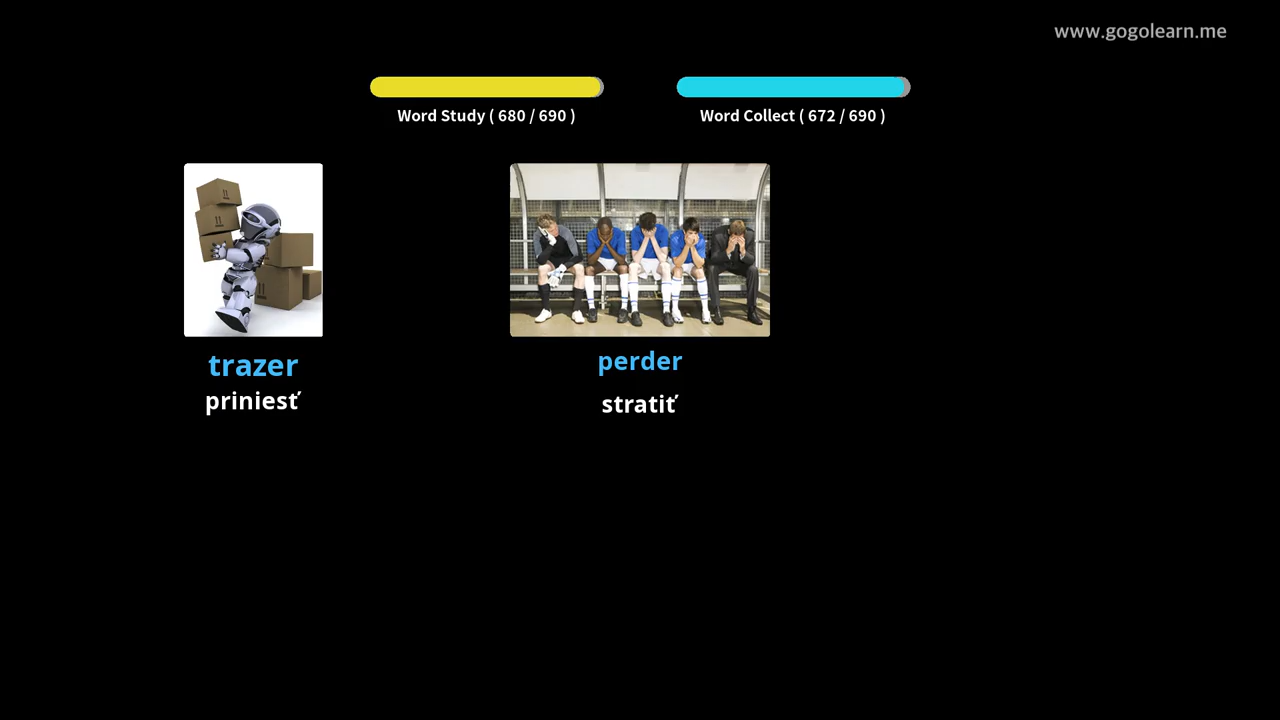 www.gogolearn.me
Word Study ( 680 / 690 )
Word Collect ( 672 / 690 )
trazer
priniesť
perder
stratiť